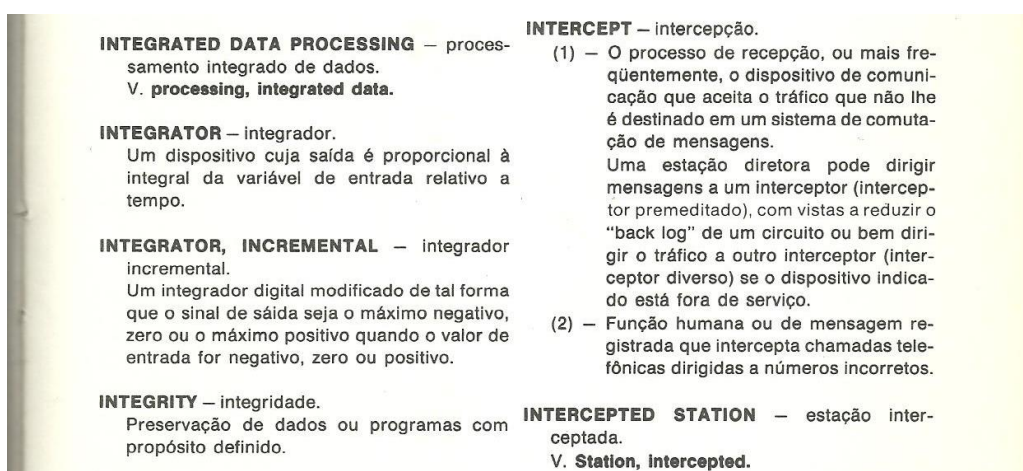 INTEGRATED DATA PROCESSING — proces-
samento integrado de dados.
V. processing, integrated data.
INTEGRATOR — integrador.
Um dispositivo cuja saída é proporcional à
integral da variável de entrada relativo a
tempo.
INTEGRATOR, INCREMENTAL — integrador
incremental.
Um integrador digital modificado de tal forma
que o sinal de sáida seja o máximo negativo,
zero ou o máximo positivo quando o valor de
entrada for negativo, zero ou positivo.
INTEGRITY — integridade.
Preservação de dados ou programas com
propósito definido.
INTERCEPT — intercepção.
(1) — O processo de recepção, ou mais fre-
qüentemente, o dispositivo de comuni-
cação que aceita o tráfico que não lhe
é destinado em um sistema de comuta-
ção de mensagens.
Uma estação diretora pode dirigir
mensagens a um interceptor (intercep-
tor premeditado), com vistas a reduzir o
“back log” de um circuito ou bem diri-
gir o tráfico a outro interceptor (inter-
ceptor diverso) se o dispositivo indica-
do está fora de serviço.
(2) — Função humana ou de mensagem re-
gistrada que intercepta chamadas tele-
fônicas dirigidas a números incorretos.
INTERCEPTED STATION — estação inter-
ceptada.
V. Station, intercepted.